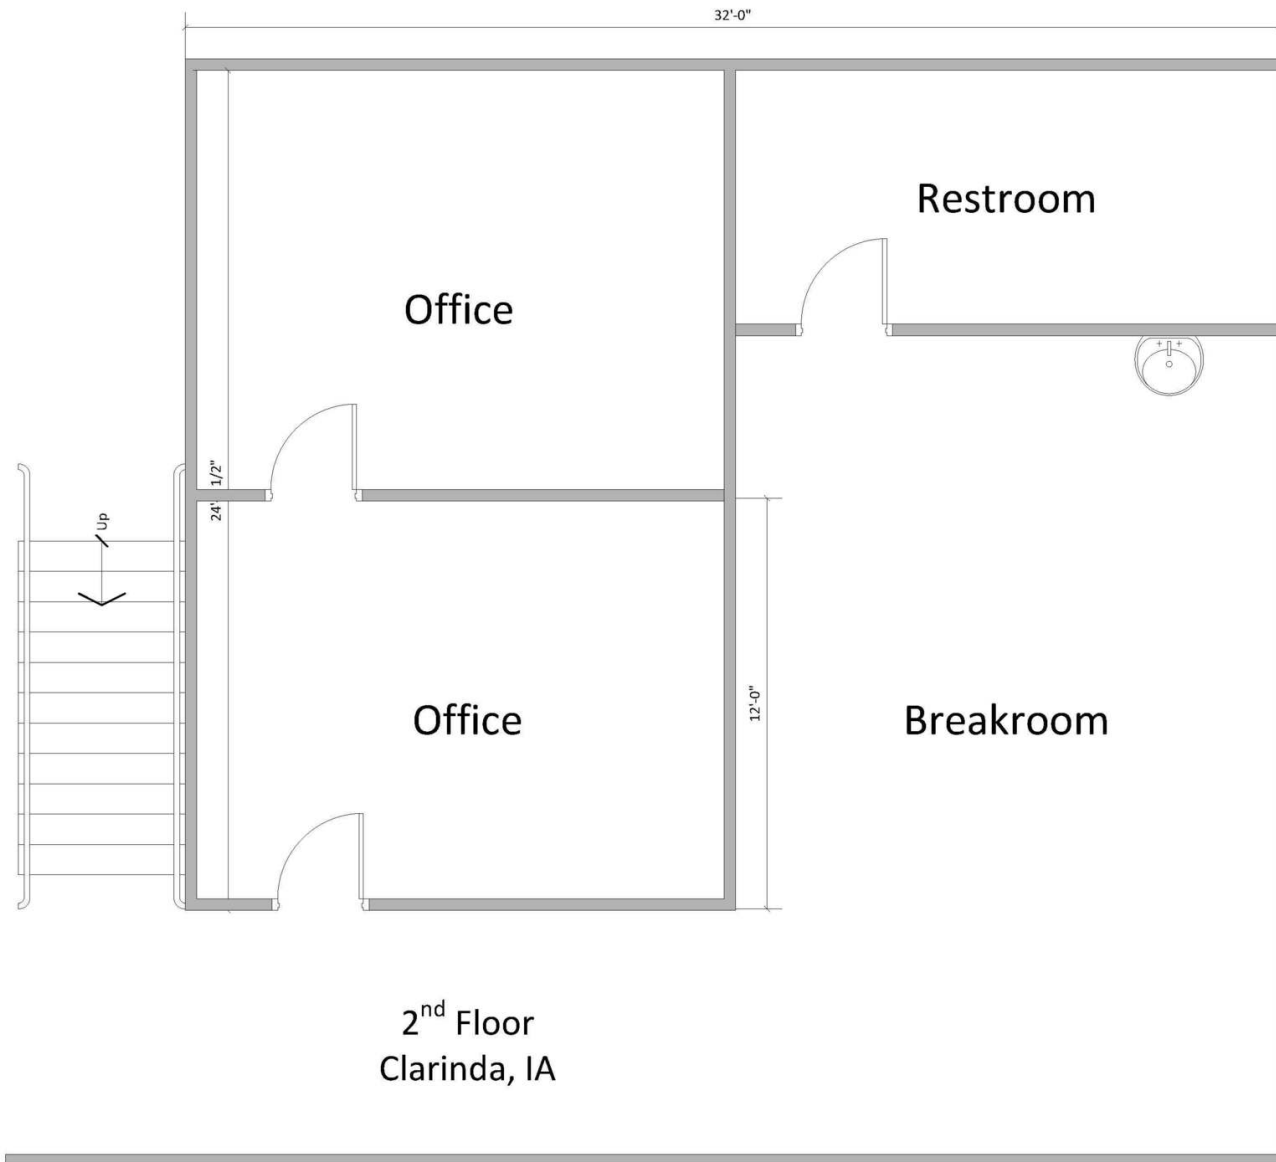 32'-0"
Restroom
Office
24' 1/2"
Up
12'-0"
Office
Breakroom
2nd Floor
Clarinda, IA